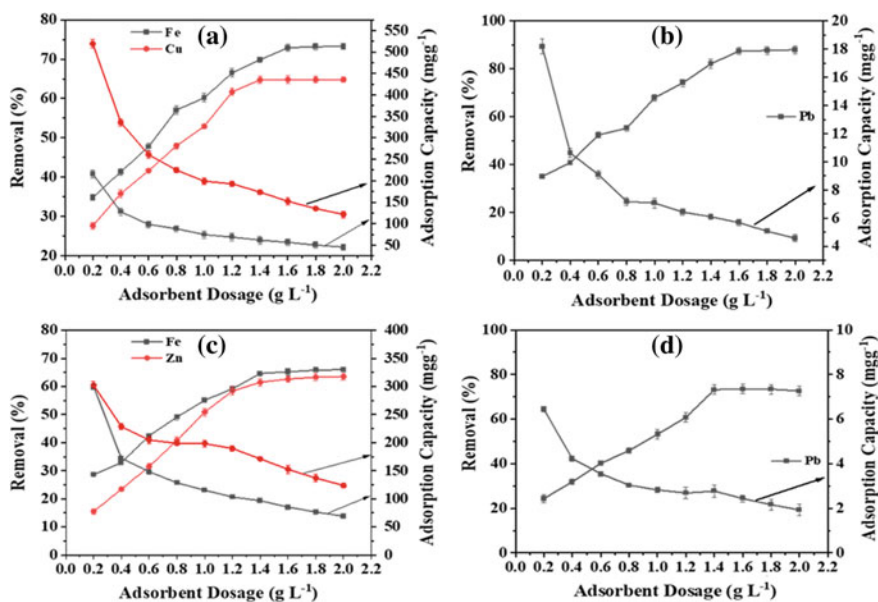 (a)
Fe
Cu
Removal (%)
80
70
60
50
40
30
20
0.0 0.2 0.4 0.6 0.8 1.0 1.2 1.4 1.6 1.8 2.0 2.2
Adsorbent Dosage (g L⁻¹)
550
500
450
400
350
300
250
200
150
100
50
Adsorption Capacity (mgg⁻¹)
(b)
Pb
Removal (%)
100
80
60
40
20
0
0.0 0.2 0.4 0.6 0.8 1.0 1.2 1.4 1.6 1.8 2.0 2.2
Adsorbent Dosage (g L⁻¹)
20
18
16
14
12
10
8
6
4
Adsorption Capacity (mgg⁻¹)
(c)
Fe
Zn
Removal (%)
80
70
60
50
40
30
20
10
0
0.0 0.2 0.4 0.6 0.8 1.0 1.2 1.4 1.6 1.8 2.0 2.2
Adsorbent Dosage (g L⁻¹)
400
350
300
250
200
150
100
50
0
Adsorption Capacity (mgg⁻¹)
(d)
Pb
Removal (%)
100
80
60
40
20
0
0.0 0.2 0.4 0.6 0.8 1.0 1.2 1.4 1.6 1.8 2.0 2.2
Adsorbent Dosage (g L⁻¹)
10
8
6
4
2
0
Adsorption Capacity (mgg⁻¹)